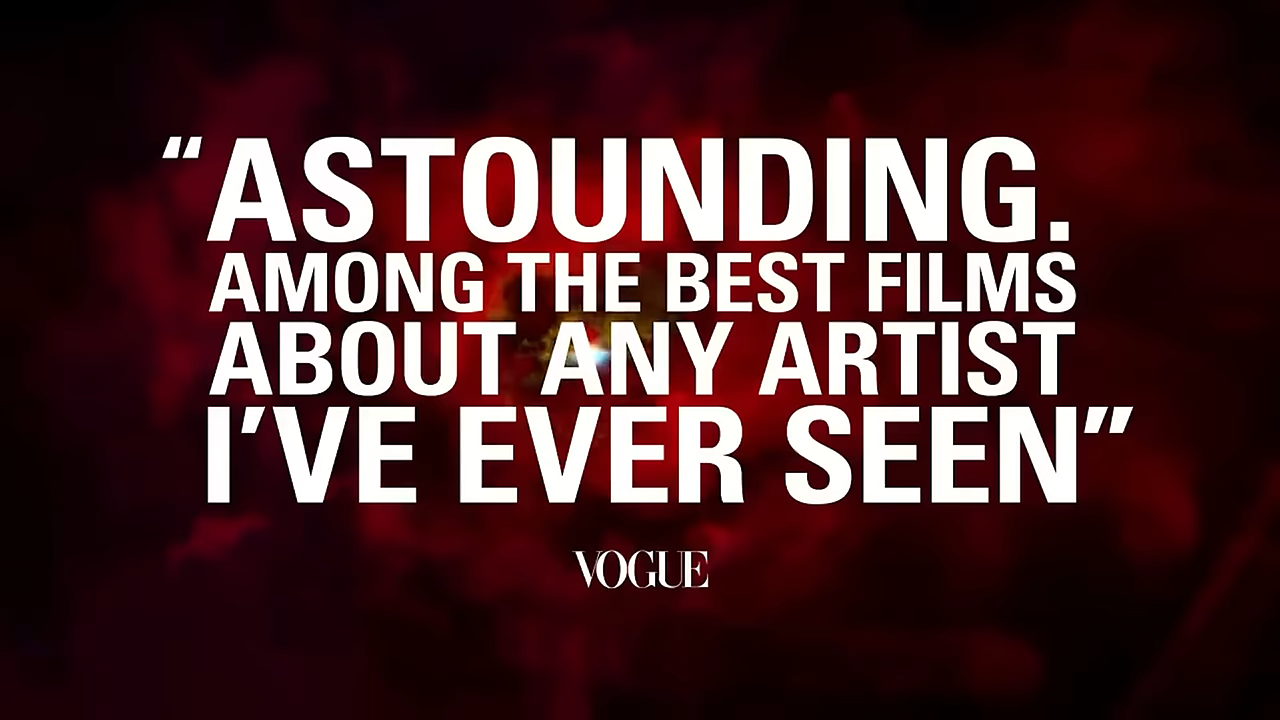 “ASTOUNDING.
AMONG THE BEST FILMS
ABOUT ANY ARTIST
I’VE EVER SEEN”
VOGUE